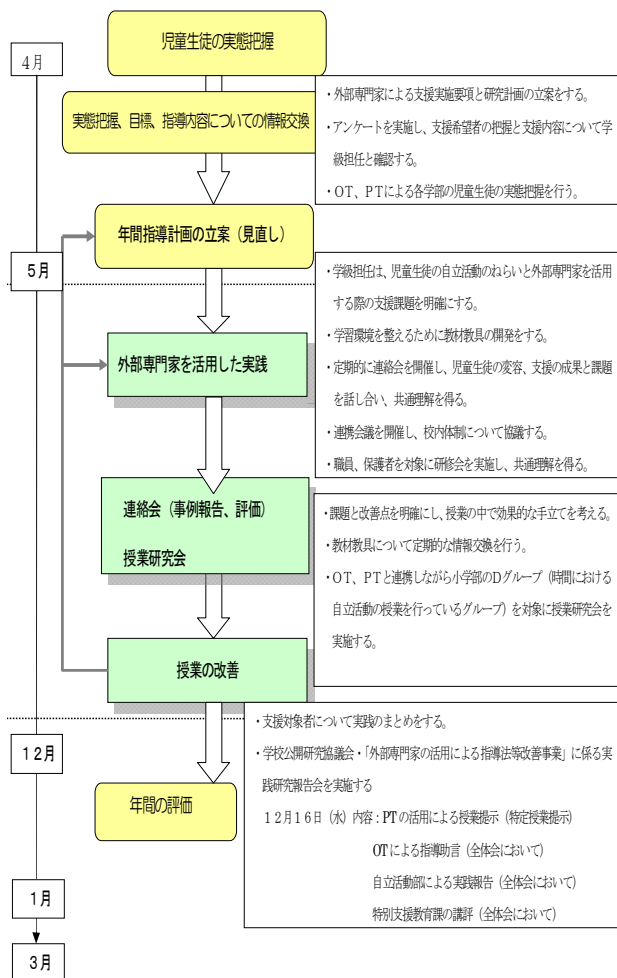 4月
児童生徒の実態把握
実態把握、目標、指導内容についての情報交換
・外部専門家による支援実施要項と研究計画の立案をする。
・アンケートを実施し、支援希望者の把握と支援内容について学
級担任と確認する。
・OT、PTによる各学部の児童生徒の実態把握を行う。
年間指導計画の立案（見直し）
5月
・学級担任は、児童生徒の自立活動のねらいと外部専門家を活用
する際の支援課題を明確にする。
・学習環境を整えるために教材教具の開発をする。
・定期的に連絡会を開催し、児童生徒の変容、支援の成果と課題
を話し合い、共通理解を得る。
・連携会議を開催し、校内体制について協議する。
・職員、保護者を対象に研修会を実施し、共通理解を得る。
外部専門家を活用した実践
連絡会（事例報告、評価）
授業研究会
・課題と改善点を明確にし、授業の中で効果的な手立てを考える。
・教材教具について定期的な情報交換を行う。
・OT、PTと連携しながら小学部のDグループ（時間における
自立活動の授業を行っているグループ）を対象に授業研究会を
実施する。
授業の改善
12月
・支援対象者について実践のまとめをする。
・学校公開研究協議会・「外部専門家の活用による指導法等改善事業」に係る実
践研究報告会を実施する
12月16日（水）内容：PTの活用による授業提示（特定授業提示）
OTによる指導助言（全体会において）
自立活動部による実践報告（全体会において）
特別支援教育課の講評（全体会において）
年間の評価
1月
3月